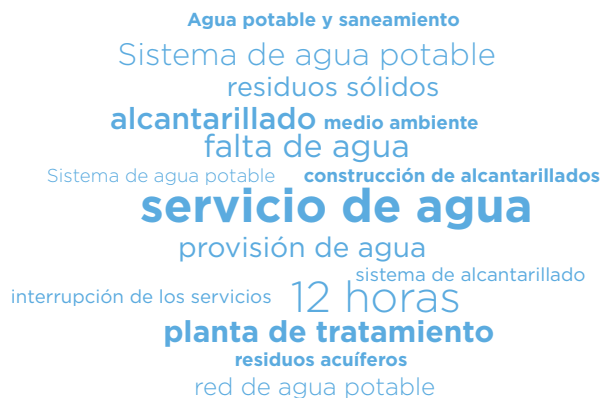 Agua potable y saneamiento
Sistema de agua potable
residuos sólidos
alcantarillado medio ambiente
falta de agua
Sistema de agua potable construcción de alcantarillados
servicio de agua
provisión de agua
sistema de alcantarillado
interrupción de los servicios 12 horas
planta de tratamiento
residuos acuíferos
red de agua potable